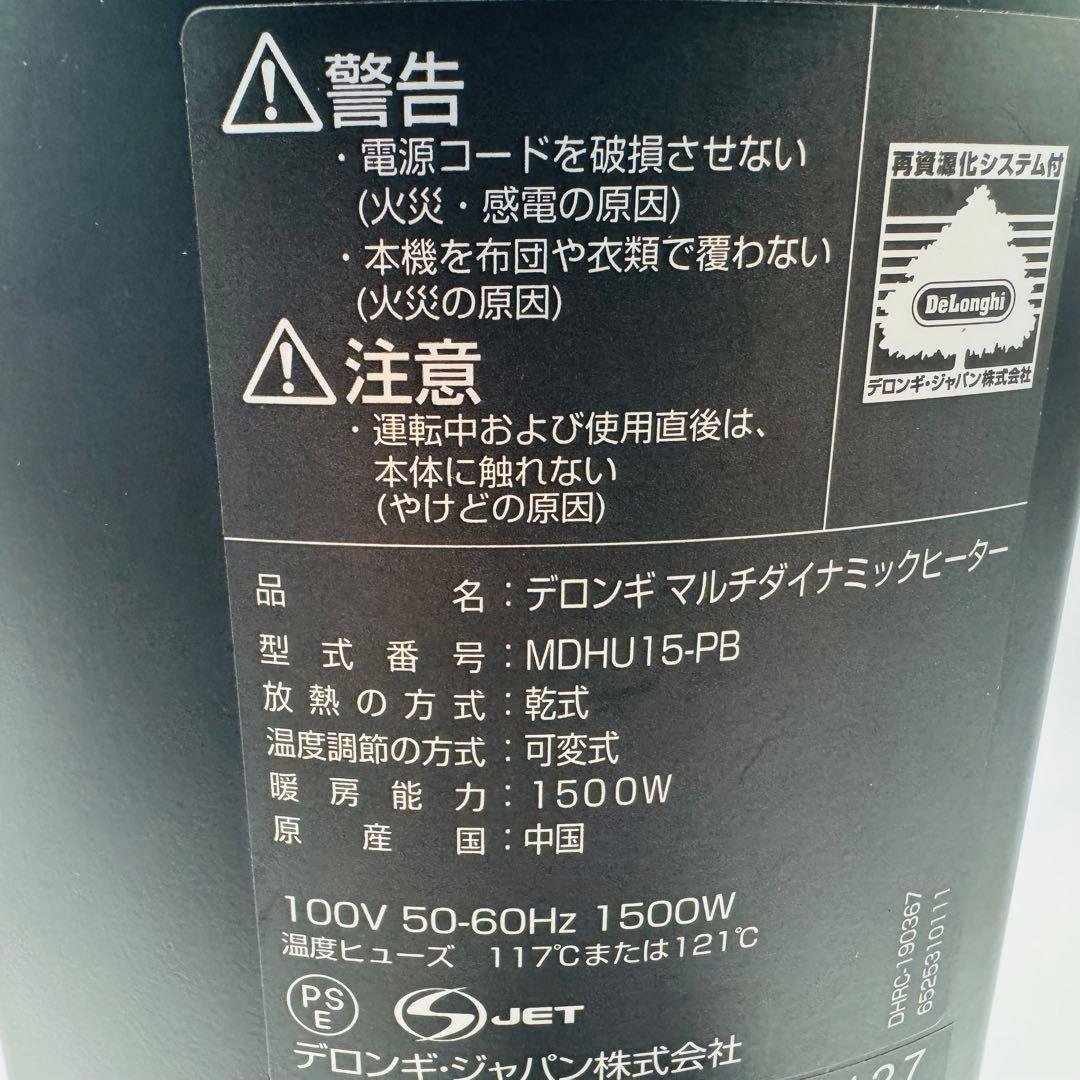 警告
・電源コードを破損させない
(火災・感電の原因)
・本機を布団や衣類で覆わない
(火災の原因)
注意
・運転中および使用直後は、
本体に触れない
(やけどの原因)
再資源化システム付
DeLonghi
デロンギ・ジャパン株式会社
品名：デロンギ マルチダイナミックヒーター
型式番号：MDHU15-PB
放熱の方式：乾式
温度調節の方式：可変式
暖房能力：1500W
原産国：中国
100V 50-60Hz 1500W
温度ヒューズ 117℃または121℃
PSE
JET
デロンギ・ジャパン株式会社
DHRC-190367
6525310111